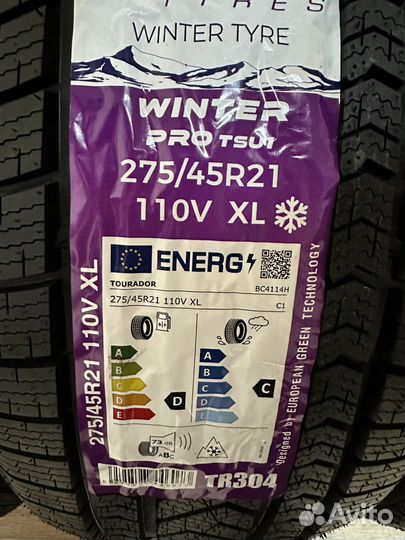 TYRES
WINTER TYRE
WINTER
PRO TSU1
275/45R21
110V XL
ENERG
TOURADOR
BC4114H
275/45R21 110V XL
C1
A
B
C
D
E
D
A
B
C
D
E
C
73 dB
ABC
TR304
275/45R21 110V XL
Designed by EUROPEAN GREEN TECHNOLOGY
Avito